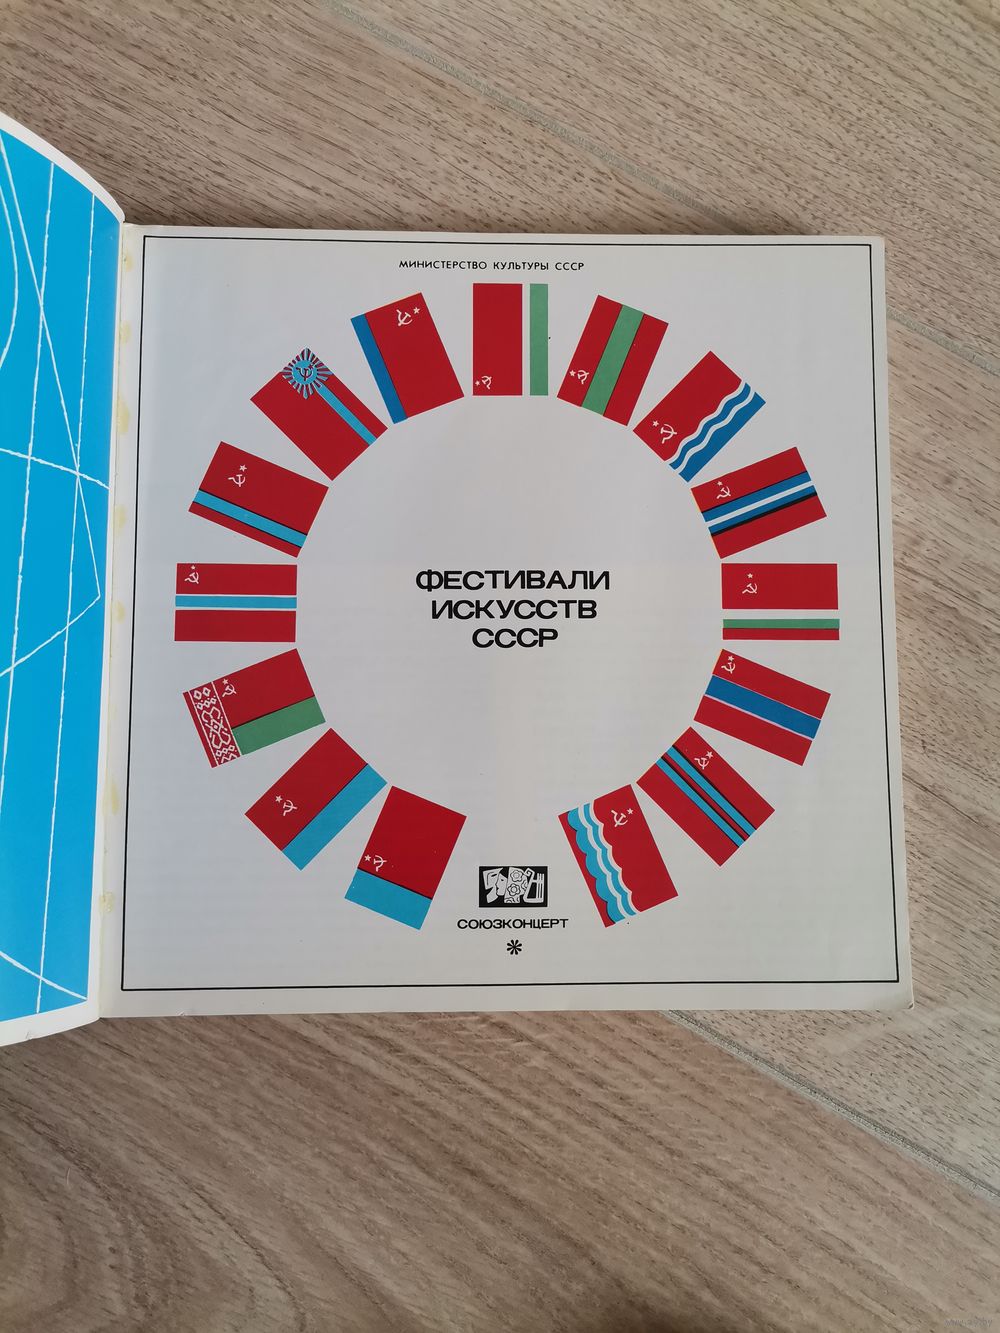 МИНИСТЕРСТВО КУЛЬТУРЫ СССР
ФЕСТИВАЛИ
ИСКУССТВ
СССР
СОЮЗКОНЦЕРТ